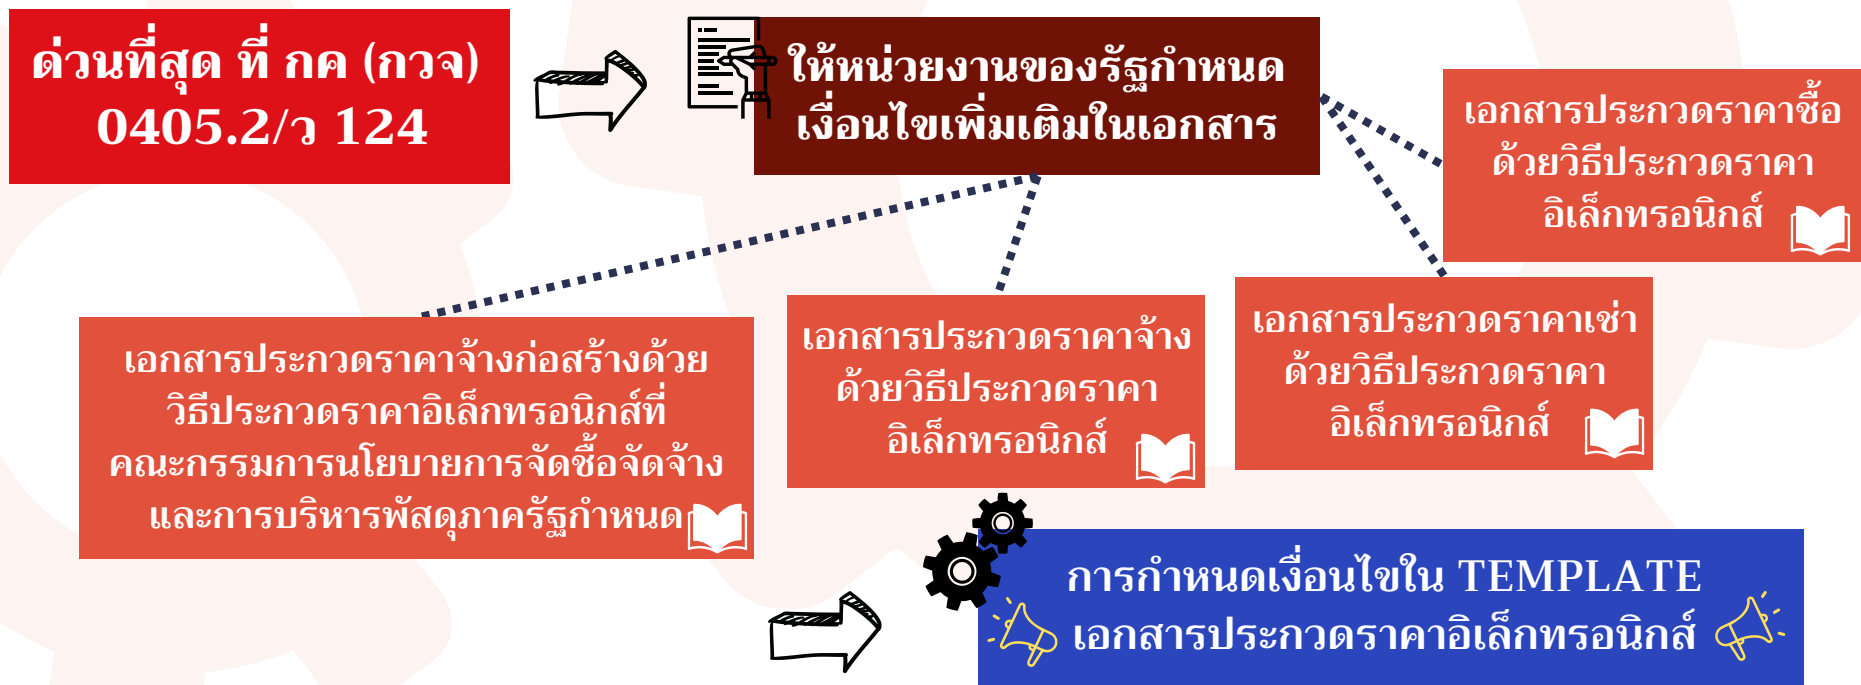 ด่วนที่สุด ที่ กค (กวจ)
0405.2/ว 124
ให้หน่วยงานของรัฐกำหนด
เงื่อนไขเพิ่มเติมในเอกสาร
เอกสารประกวดราคาซื้อ
ด้วยวิธีประกวดราคา
อิเล็กทรอนิกส์
เอกสารประกวดราคาจ้างก่อสร้างด้วย
วิธีประกวดราคาอิเล็กทรอนิกส์ที่
คณะกรรมการนโยบายการจัดซื้อจัดจ้าง
และการบริหารพัสดุภาครัฐกำหนด
เอกสารประกวดราคาจ้าง
ด้วยวิธีประกวดราคา
อิเล็กทรอนิกส์
เอกสารประกวดราคาเช่า
ด้วยวิธีประกวดราคา
อิเล็กทรอนิกส์
การกำหนดเงื่อนไขใน TEMPLATE
เอกสารประกวดราคาอิเล็กทรอนิกส์